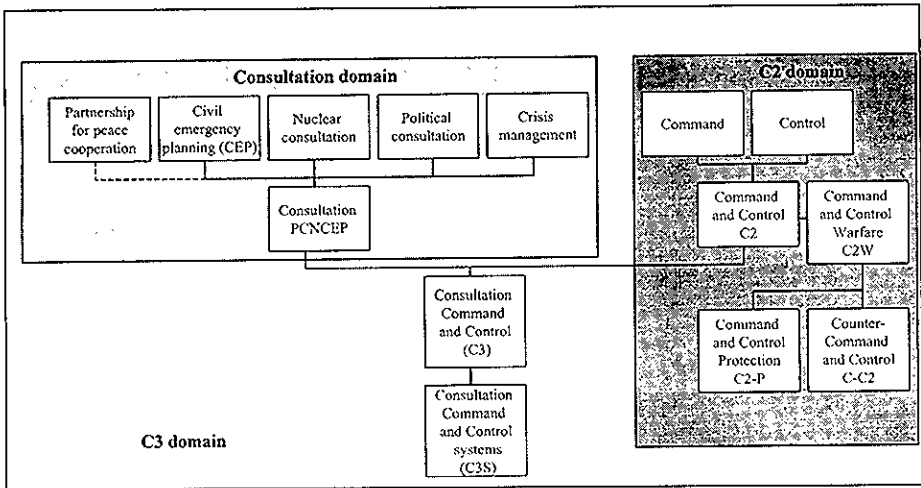 Consultation domain
Partnership
for peace
cooperation
Civil
emergency
planning (CEP)
Nuclear
consultation
Political
consultation
Crisis
management
Consultation
PCNCEP
C2 domain
Command
Control
Command
and Control
C2
Command
and Control
Warfare
C2W
Command
and Control
Protection
C2-P
Counter-
Command
and Control
C-C2
Consultation
Command
and Control
(C3)
Consultation
Command
and Control
systems
(C3S)
C3 domain